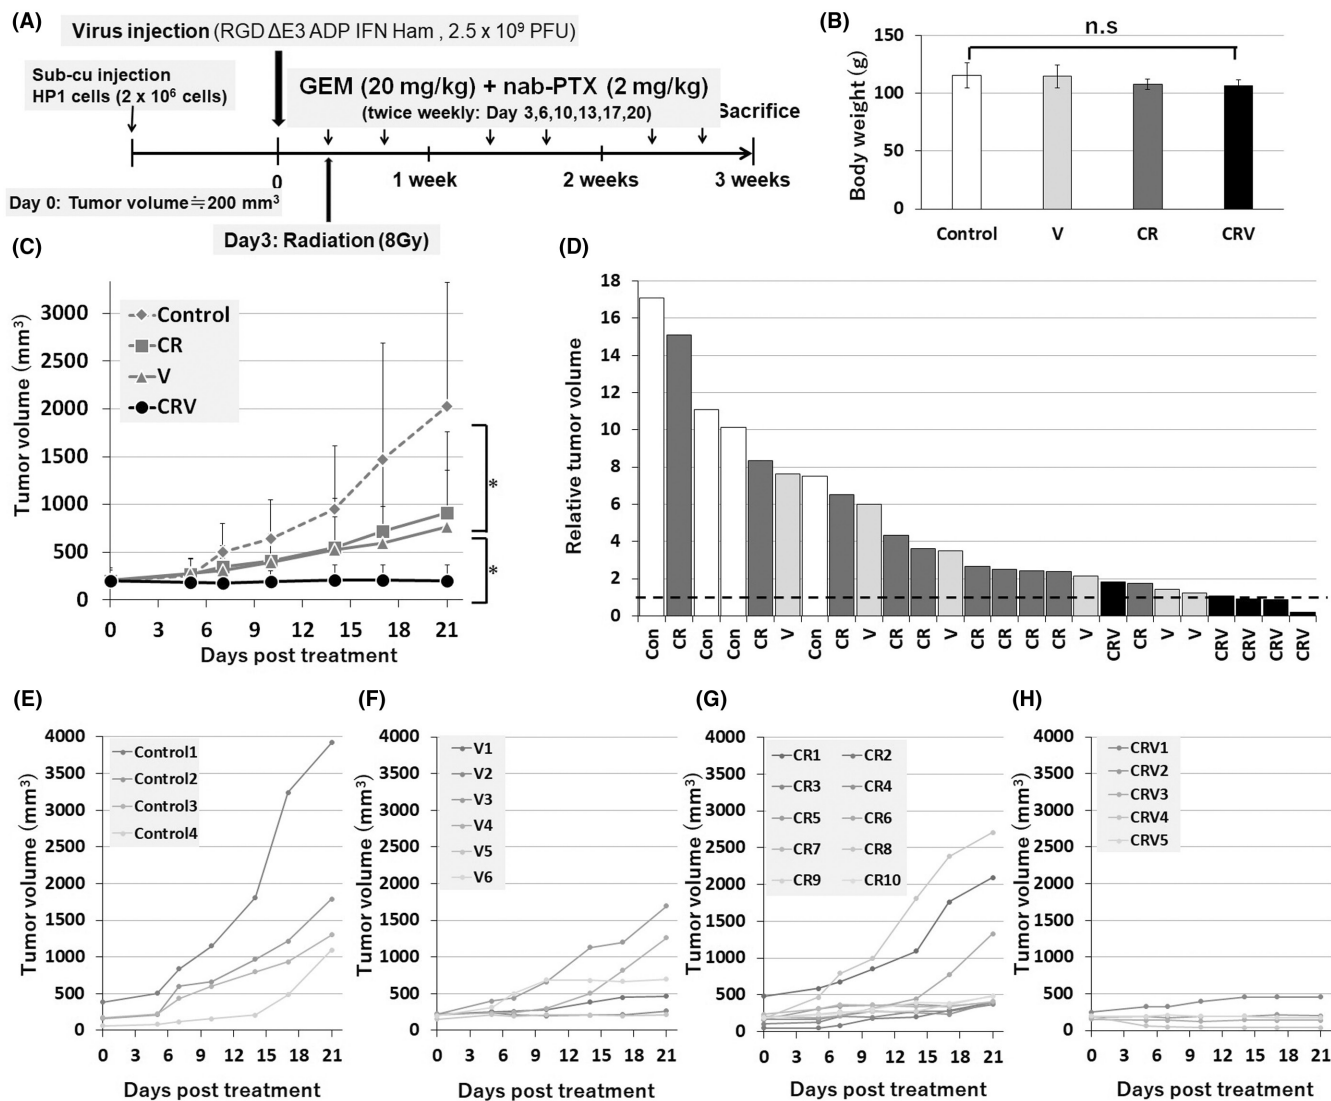 (A)
Virus injection (RGD ΔE3 ADP IFN Ham , 2.5 x 10⁹ PFU)
Sub-cu injection
HP1 cells (2 x 10⁶ cells)
GEM (20 mg/kg) + nab-PTX (2 mg/kg)
(twice weekly: Day 3,6,10,13,17,20)
Sacrifice
0
1 week
2 weeks
3 weeks
Day 0: Tumor volume≒200 mm³
Day3: Radiation (8Gy)
(B)
n.s
Body weight (g)
150
100
50
0
Control V CR CRV
(C)
Tumor volume (mm³)
3000
2500
2000
1500
1000
500
0
Control
CR
V
CRV
*
*
0 3 6 9 12 15 18 21
Days post treatment
(D)
Relative tumor volume
18
16
14
12
10
8
6
4
2
0
Con CR Con Con CR V Con CR V CR CR V CR CR CR CR V CRV CR V V CRV CRV CRV CRV
(E)
Tumor volume (mm³)
4000
3500
3000
2500
2000
1500
1000
500
0
Control1
Control2
Control3
Control4
0 3 6 9 12 15 18 21
Days post treatment
(F)
Tumor volume (mm³)
4000
3500
3000
2500
2000
1500
1000
500
0
V1
V2
V3
V4
V5
V6
0 3 6 9 12 15 18 21
Days post treatment
(G)
Tumor volume (mm³)
4000
3500
3000
2500
2000
1500
1000
500
0
CR1 CR2
CR3 CR4
CR5 CR6
CR7 CR8
CR9 CR10
0 3 6 9 12 15 18 21
Days post treatment
(H)
Tumor volume (mm³)
4000
3500
3000
2500
2000
1500
1000
500
0
CRV1
CRV2
CRV3
CRV4
CRV5
0 3 6 9 12 15 18 21
Days post treatment